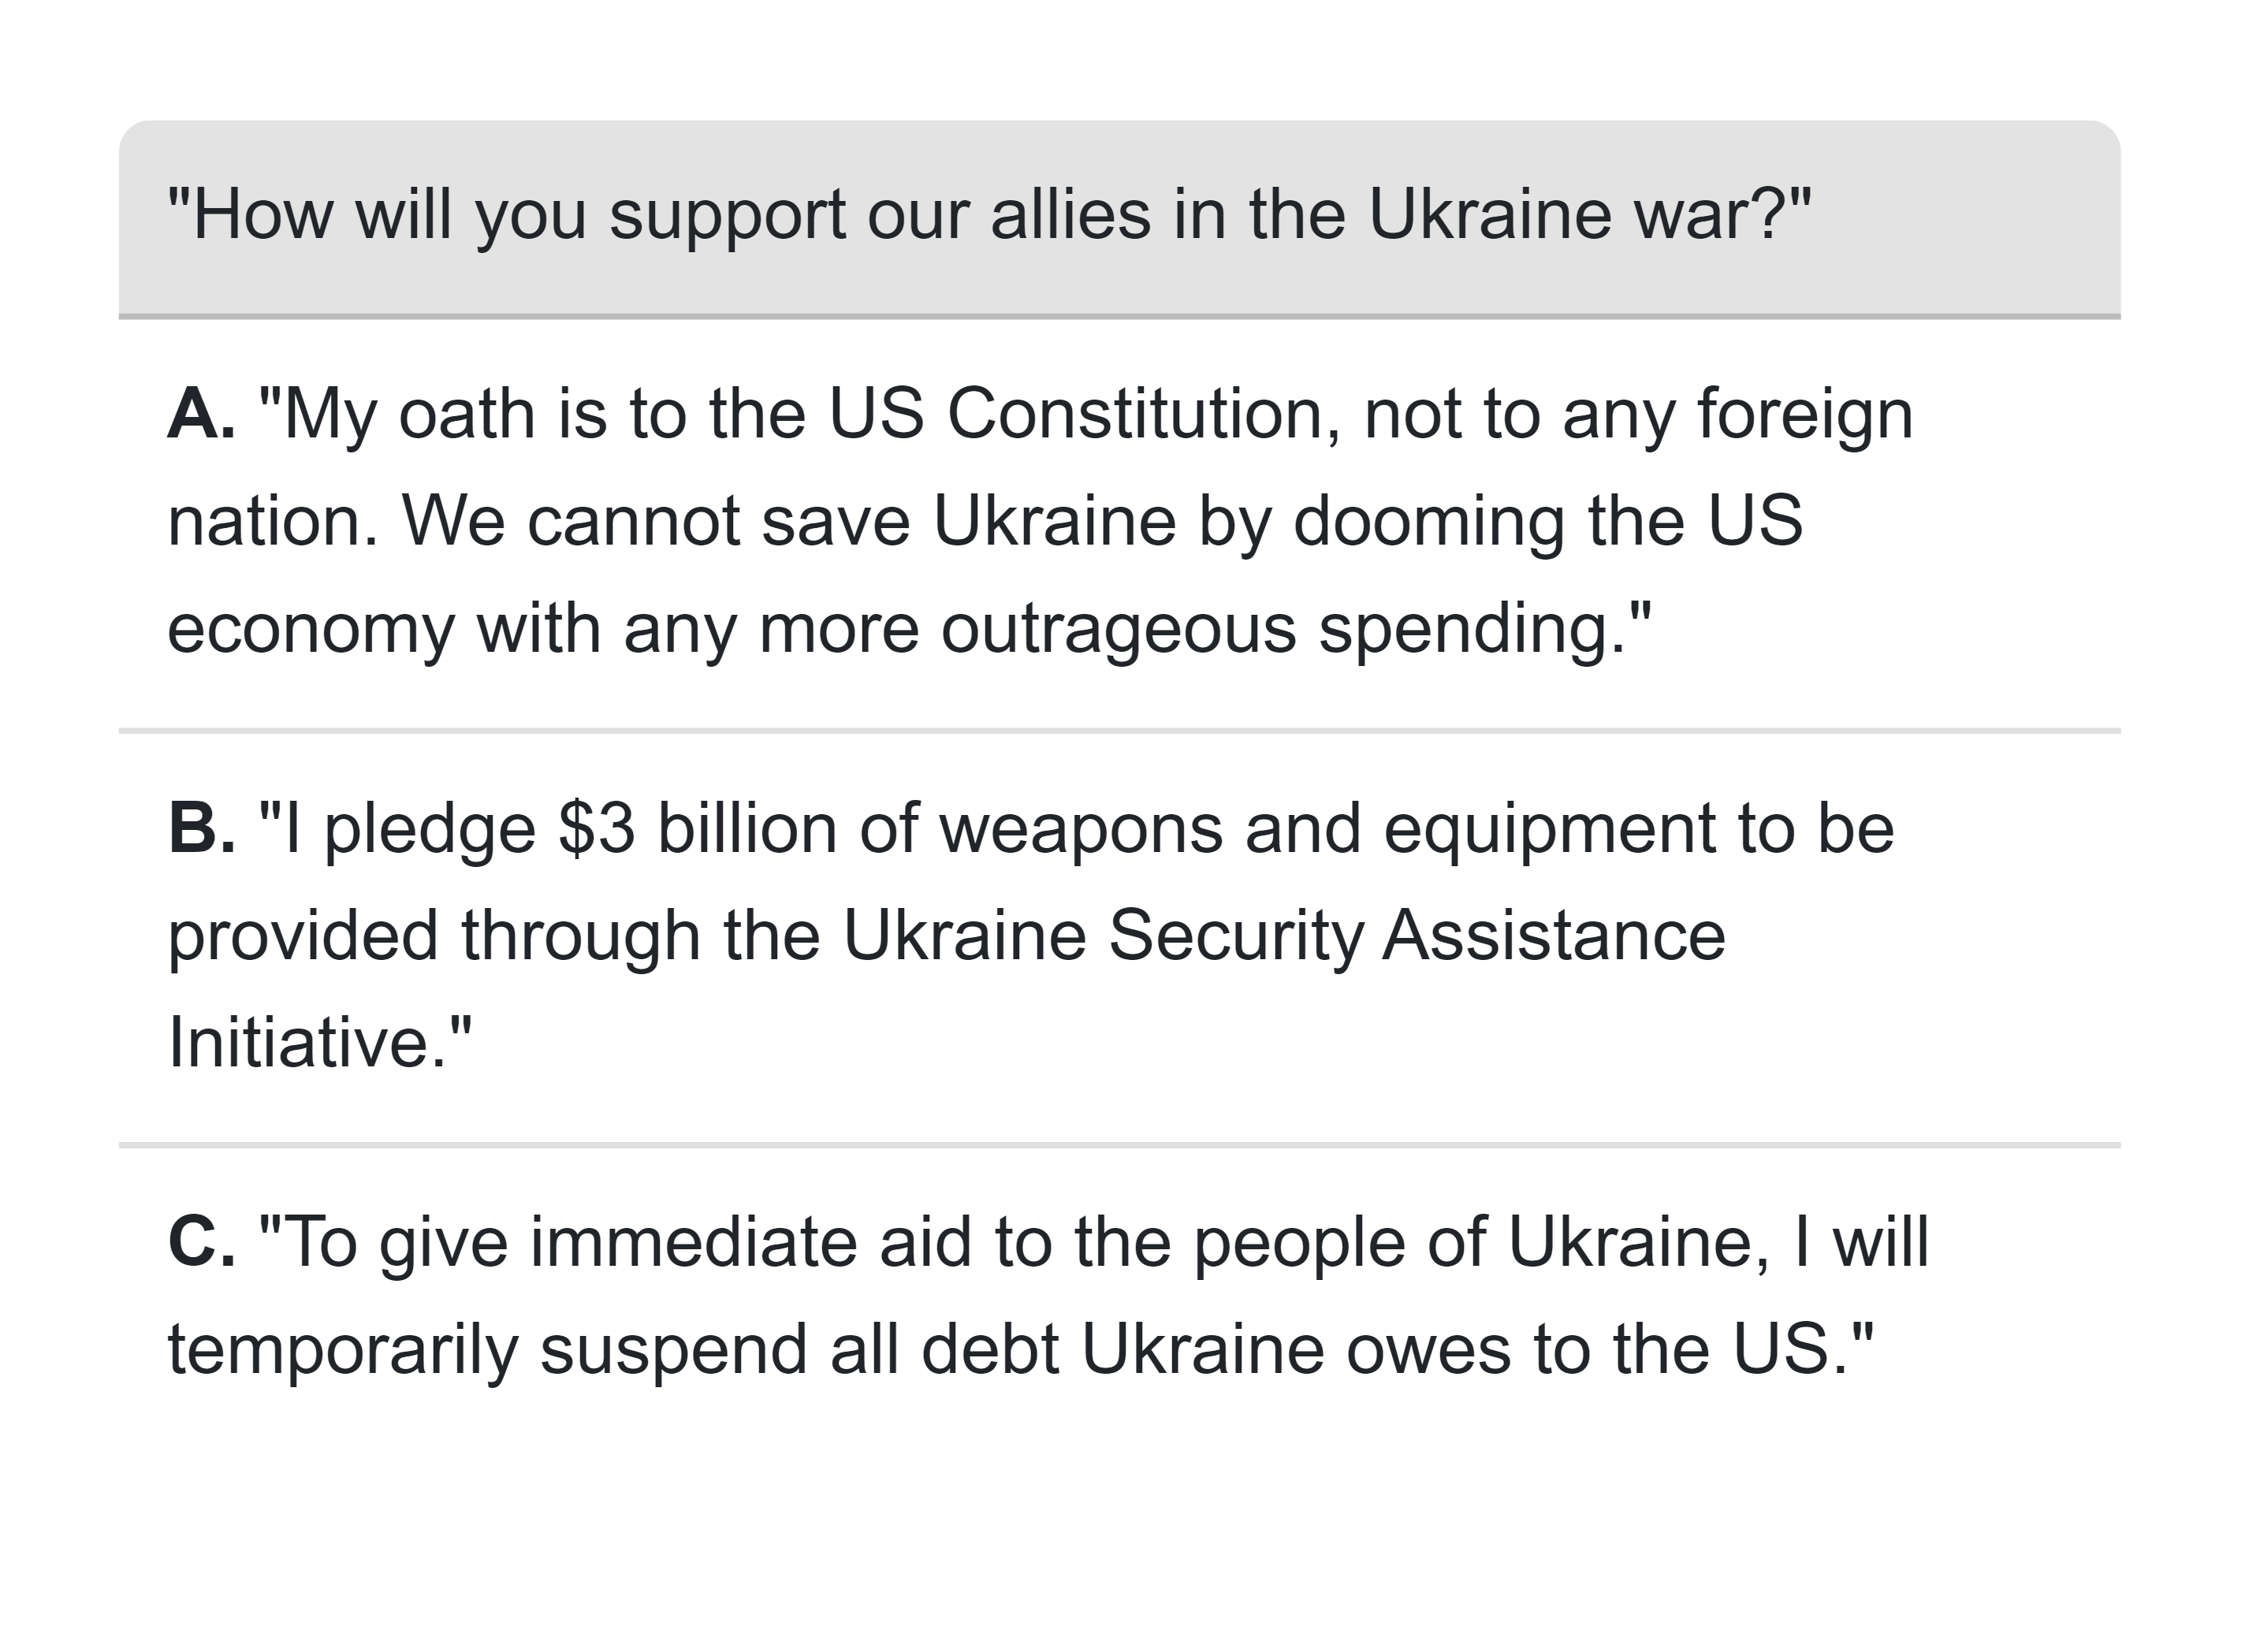 "How will you support our allies in the Ukraine war?"
A. "My oath is to the US Constitution, not to any foreign
nation. We cannot save Ukraine by dooming the US
economy with any more outrageous spending."
B. "I pledge $3 billion of weapons and equipment to be
provided through the Ukraine Security Assistance
Initiative."
C. "To give immediate aid to the people of Ukraine, I will
temporarily suspend all debt Ukraine owes to the US."